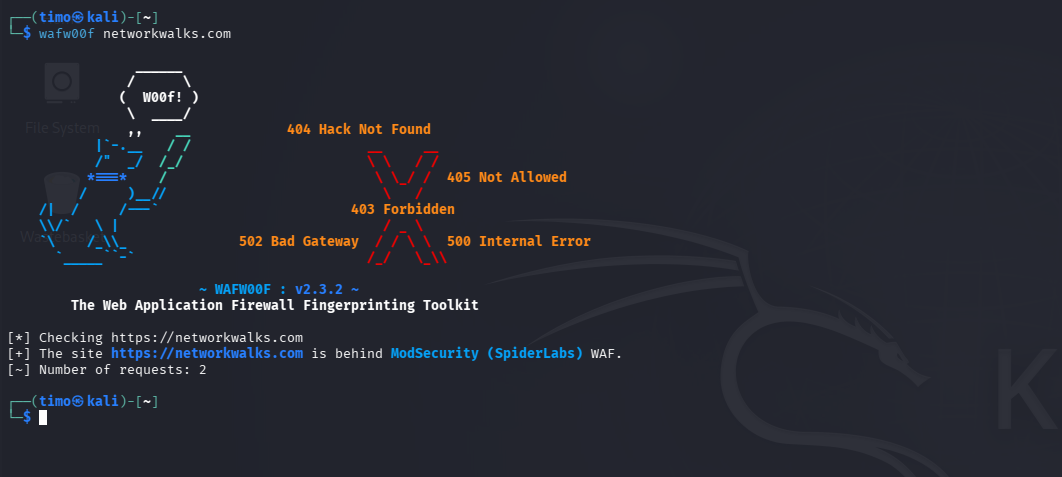 ┌──(timo㉿kali)-[~]
└─$ wafw00f networkwalks.com
W00f!
File System
404 Hack Not Found
405 Not Allowed
403 Forbidden
502 Bad Gateway 500 Internal Error
~ WAFW00F : v2.3.2 ~
The Web Application Firewall Fingerprinting Toolkit
[*] Checking https://networkwalks.com
[+] The site https://networkwalks.com is behind ModSecurity (SpiderLabs) WAF.
[~] Number of requests: 2
┌──(timo㉿kali)-[~]
└─$
K